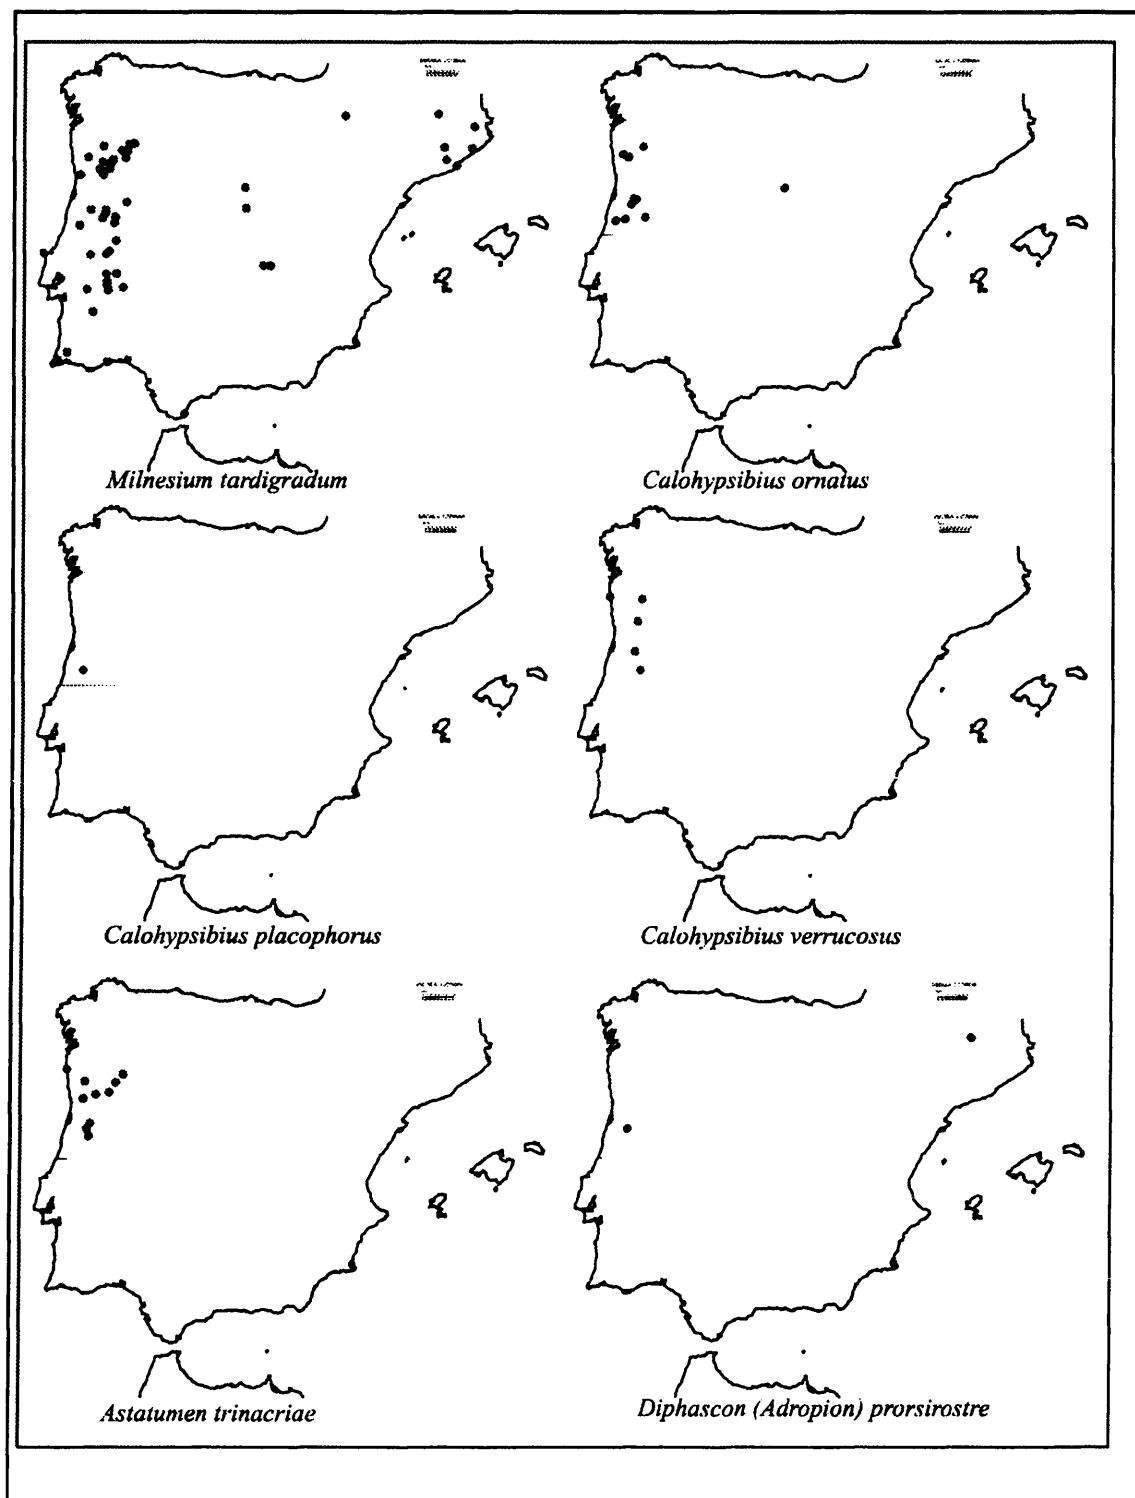 Milnesium tardigradum
Calohypsibius ornatus
Calohypsibius placophorus
Calohypsibius verrucosus
Astatumen trinacriae
Diphascon (Adropion) prorsirostre